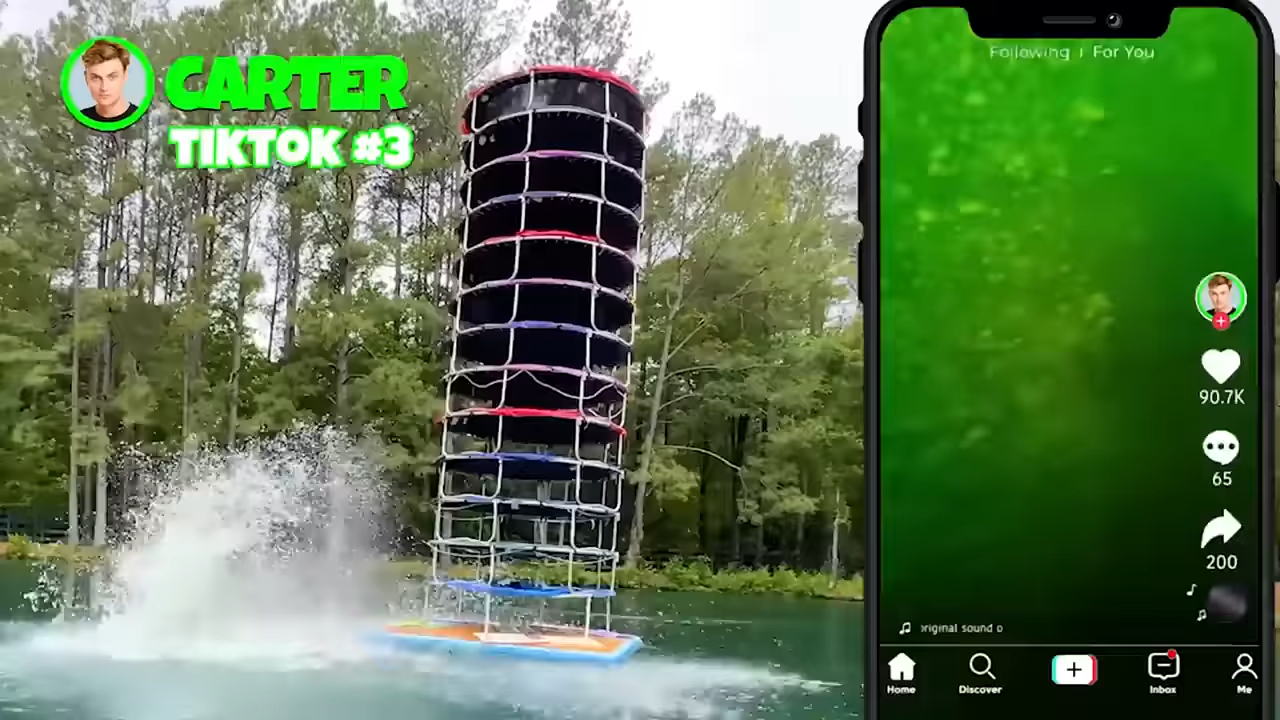 CARTER
TIKTOK #3
Following | For You
90.7K
65
200
original sound o
Home
Discover
Inbox
Me